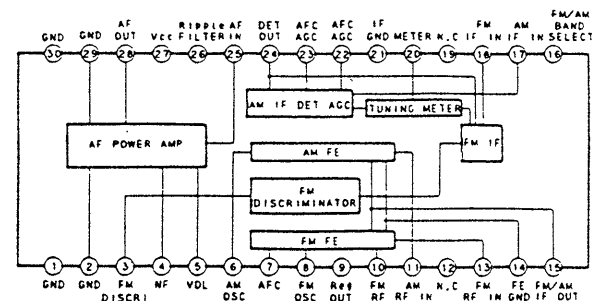 FM/AM
AF Ripple AF DET AFC AFC IF FM AM BAND
GND GND OUT Vcc FILTER IN OUT AGC AGC GND METER N.C IF IN IF IN SELECT
30 29 28 27 26 25 24 23 22 21 20 19 18 17 16
AM IF DET AGC
TUNING METER
AF POWER AMP
FM IF
AM FE
FM
DISCRIMINATOR
FM FE
1 2 3 4 5 6 7 8 9 10 11 12 13 14 15
GND GND FM NF VOL AM AFC FM Reg FM AM N.C FM FE FM/AM
DISCRI OSC OSC OUT RF RF IN RF IN GND IF OUT